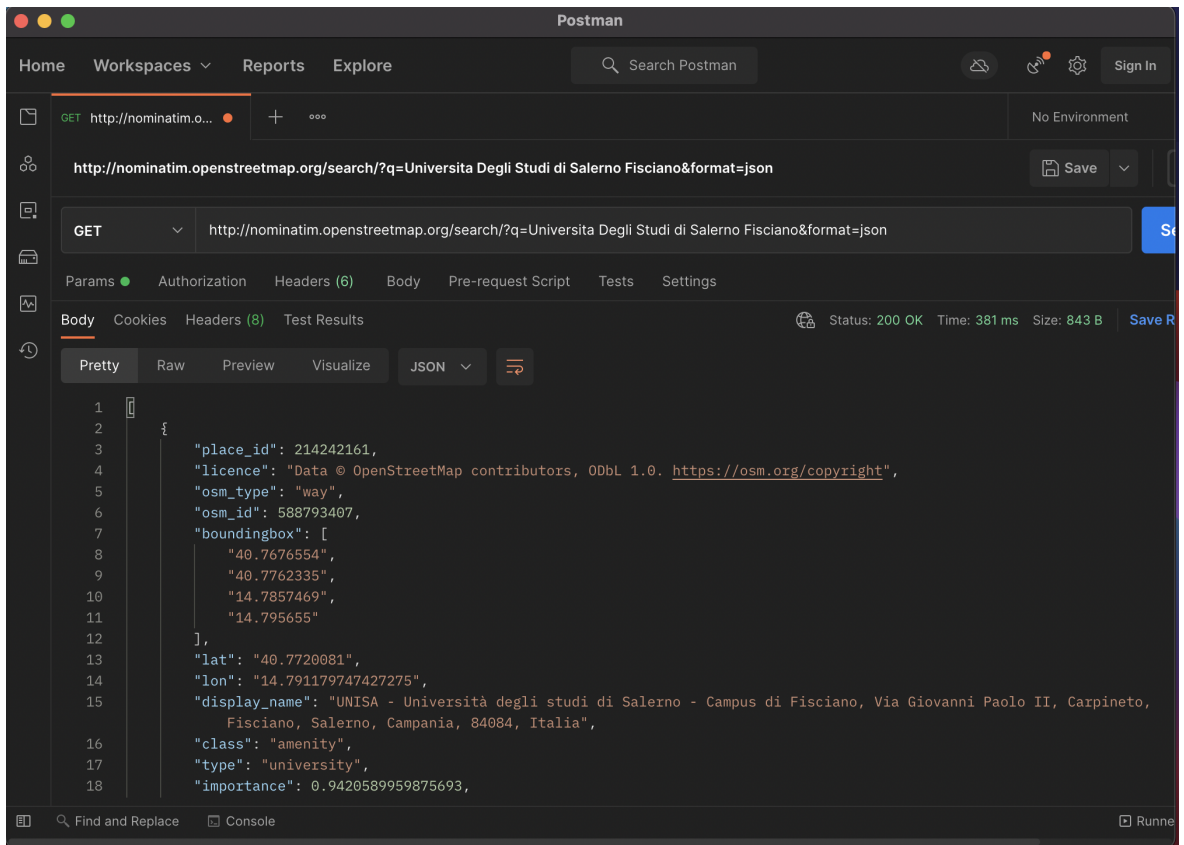 Postman
Home Workspaces Reports Explore Search Postman Sign In
GET http://nominatim.o... No Environment
http://nominatim.openstreetmap.org/search/?q=Universita Degli Studi di Salerno Fisciano&format=json Save
GET http://nominatim.openstreetmap.org/search/?q=Universita Degli Studi di Salerno Fisciano&format=json Se
Params Authorization Headers (6) Body Pre-request Script Tests Settings
Body Cookies Headers (8) Test Results Status: 200 OK Time: 381 ms Size: 843 B Save R
Pretty Raw Preview Visualize JSON
1 [
2 {
3 "place_id": 214242161,
4 "licence": "Data © OpenStreetMap contributors, ODbL 1.0. https://osm.org/copyright",
5 "osm_type": "way",
6 "osm_id": 588793407,
7 "boundingbox": [
8 "40.7676554",
9 "40.7762335",
10 "14.7857469",
11 "14.795655"
12 ],
13 "lat": "40.7720081",
14 "lon": "14.791179747427275",
15 "display_name": "UNISA - Università degli studi di Salerno - Campus di Fisciano, Via Giovanni Paolo II, Carpineto,
Fisciano, Salerno, Campania, 84084, Italia",
16 "class": "amenity",
17 "type": "university",
18 "importance": 0.9420589959875693,
Find and Replace Console Runne